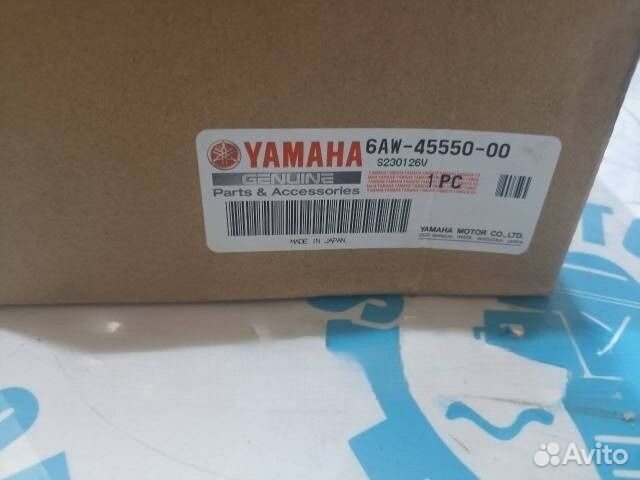 YAMAHA 6AW-45550-00
S230126V
GENUINE
Parts & Accessories
1 PC
MADE IN JAPAN
YAMAHA MOTOR CO.,LTD.
Avito